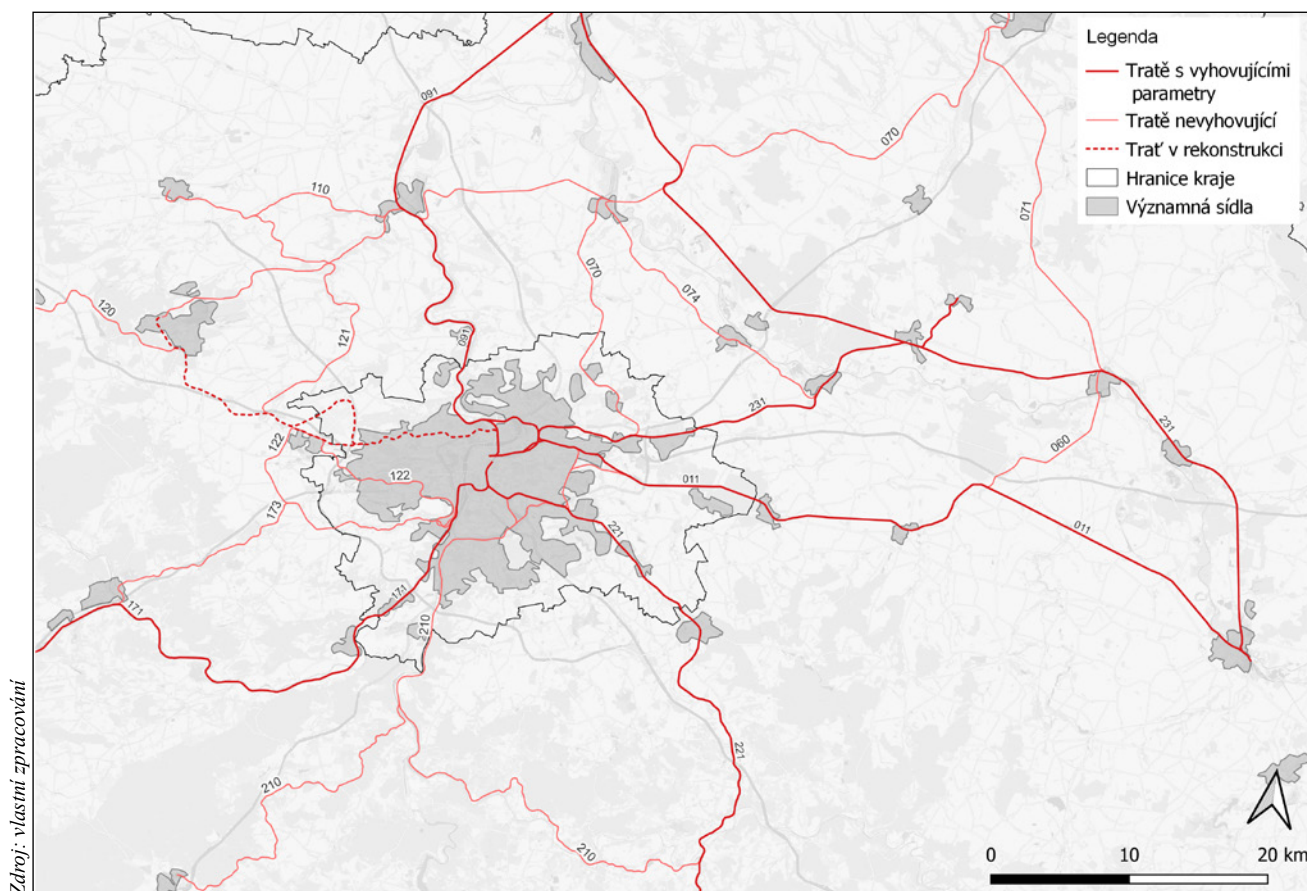 Legenda
Tratě s vyhovujícími
parametry
Tratě nevyhovující
Trať v rekonstrukci
Hranice kraje
Významná sídla
091
070
110
071
070
074
120
121
091
231
122
122
011
060
231
173
221
011
171
171
210
221
210
210
0 10 20 km
Zdroj: vlastní zpracování